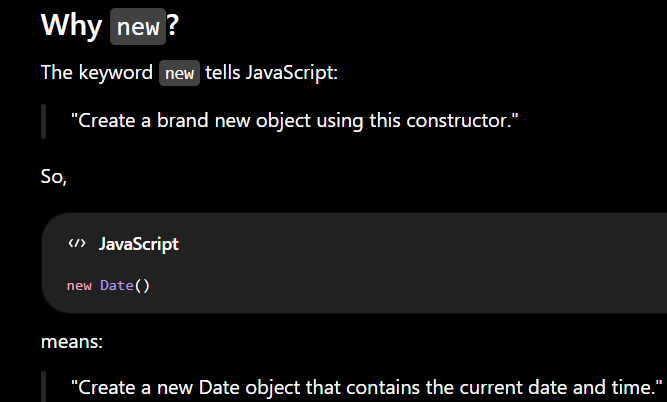 Why new?
The keyword new tells JavaScript:
"Create a brand new object using this constructor."
So,
</> JavaScript
new Date()
means:
"Create a new Date object that contains the current date and time."